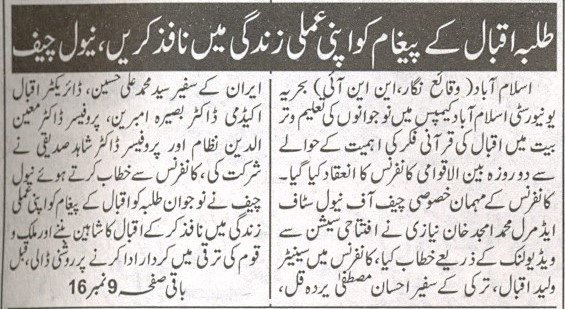 طلبہ اقبال کے پیغام کو اپنی عملی زندگی میں نافذ کریں، نیول چیف
اسلام آباد (وقائع نگار، این این آئی) بحریہ
یونیورسٹی اسلام آباد کیمپس میں نوجوانوں کی تعلیم و تر
بیت میں اقبال کی قرآنی فکر کی اہمیت کے حوالے
سے دو روزہ بین الاقوامی کانفرنس کا انعقاد کیا گیا۔
کانفرنس کے مہمان خصوصی چیف آف نیول سٹاف
ایڈمرل محمد امجد خان نیازی نے افتتاحی سیشن سے
ویڈیو لنک کے ذریعے خطاب کیا، کانفرنس میں سینیٹر
ولید اقبال، ترکی کے سفیر احسان مصطفیٰ یردہ قل،
ایران کے سفیر سید محمد علی حسین، ڈائریکٹر اقبال
اکیڈمی ڈاکٹر بصیرہ امبرین، پروفیسر ڈاکٹر معین
الدین نظام اور پروفیسر ڈاکٹر شاہد صدیقی نے
شرکت کی، کانفرنس سے خطاب کرتے ہوئے نیول
چیف نے نوجوان طلبہ کو اقبال کے پیغام کو اپنی عملی
زندگی میں نافذ کر کے اقبال کا شاہین بننے اور ملک و
قوم کی ترقی میں کردار ادا کرنے پر روشنی ڈالی، قبل
باقی صفحہ 9 نمبر 16